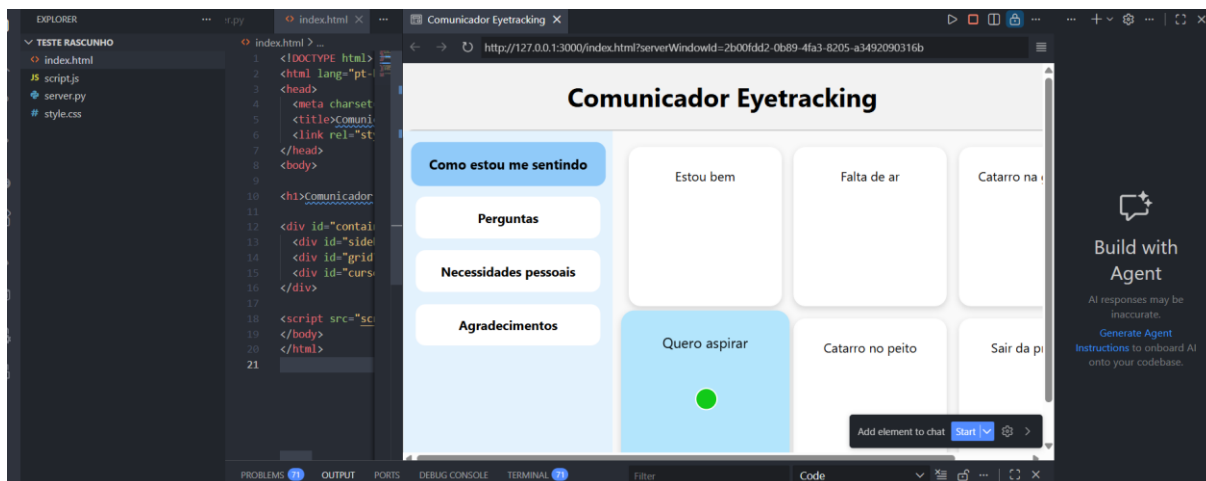 EXPLORER
TESTE RASCUNHO
index.html
JS script.js
server.py
# style.css
r.py
index.html
index.html > ...
1 <!DOCTYPE html>
2 <html lang="pt-
3 <head>
4 <meta charset
5 <title>Comuni
6 <link rel="st
7 </head>
8 <body>
9
10 <h1>Comunicador
11
12 <div id="contai
13 <div id="side
14 <div id="grid
15 <div id="curs
16 </div>
17
18 <script src="sc
19 </body>
20 </html>
21
Comunicador Eyetracking
http://127.0.0.1:3000/index.html?serverWindowId=2b00fdd2-0b89-4fa3-8205-a3492090316b
Comunicador Eyetracking
Como estou me sentindo
Perguntas
Necessidades pessoais
Agradecimentos
Estou bem
Falta de ar
Catarro na
Quero aspirar
Catarro no peito
Sair da
Add element to chat Start
Build with
Agent
AI responses may be
inaccurate.
Generate Agent
Instructions to onboard AI
onto your codebase.
PROBLEMS 71 OUTPUT PORTS DEBUG CONSOLE TERMINAL 71
Filter
Code